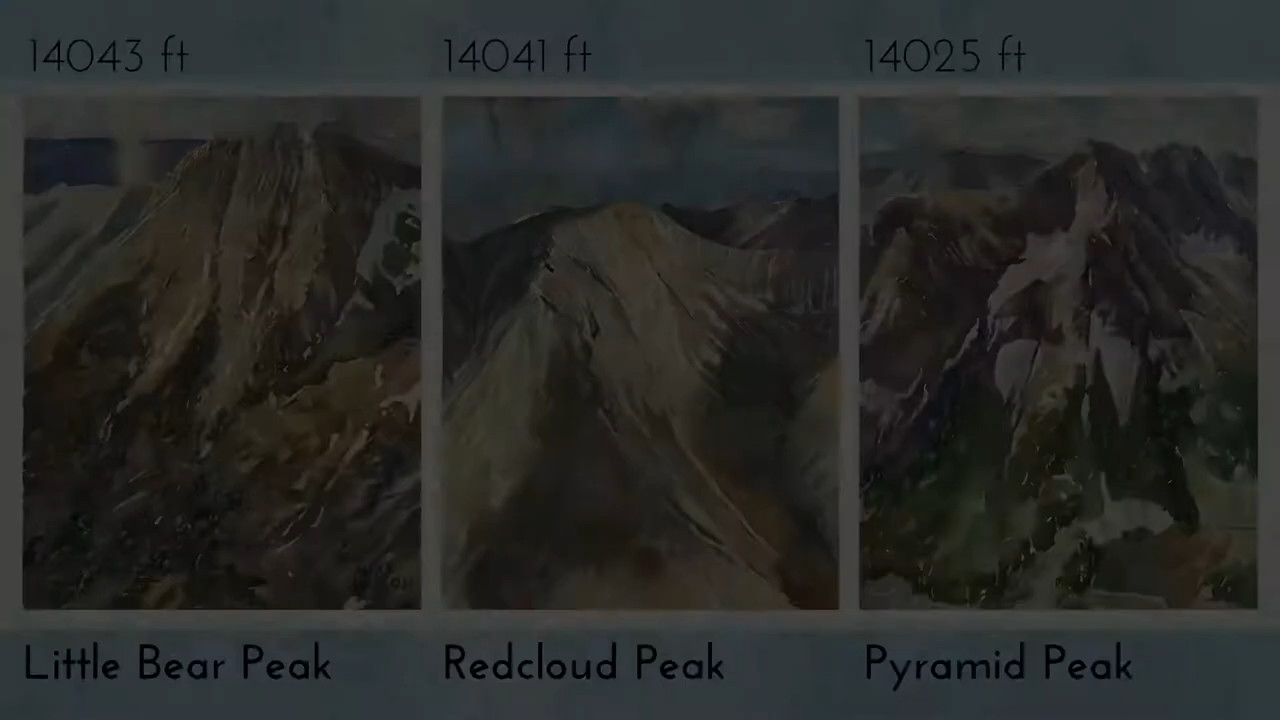 14043 ft
14041 ft
14025 ft
Little Bear Peak
Redcloud Peak
Pyramid Peak